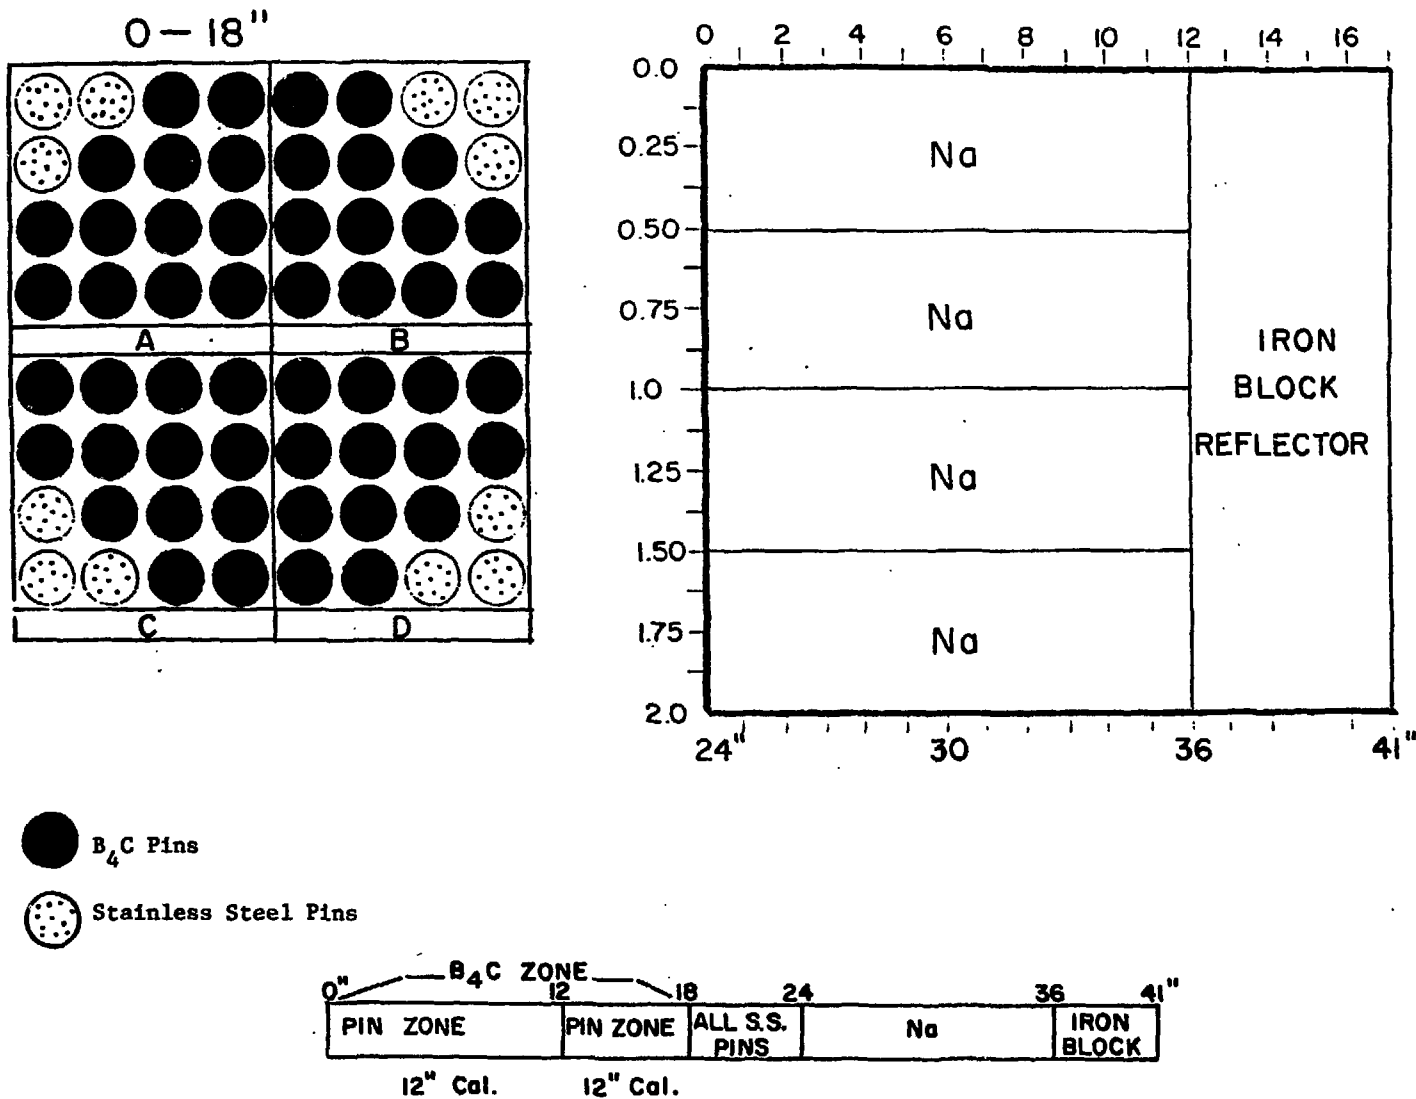 0-18"
A
B
C
D
0 2 4 6 8 10 12 14 16
0.0
0.25
0.50
0.75
1.0
1.25
1.50
1.75
2.0
Na
Na
Na
Na
IRON
BLOCK
REFLECTOR
24" 30 36 41"
B4C Pins
Stainless Steel Pins
B4C ZONE
0" 12 18 24 36 41"
PIN ZONE
PIN ZONE
ALL S.S.
PINS
Na
IRON
BLOCK
12" Cal. 12" Cal.